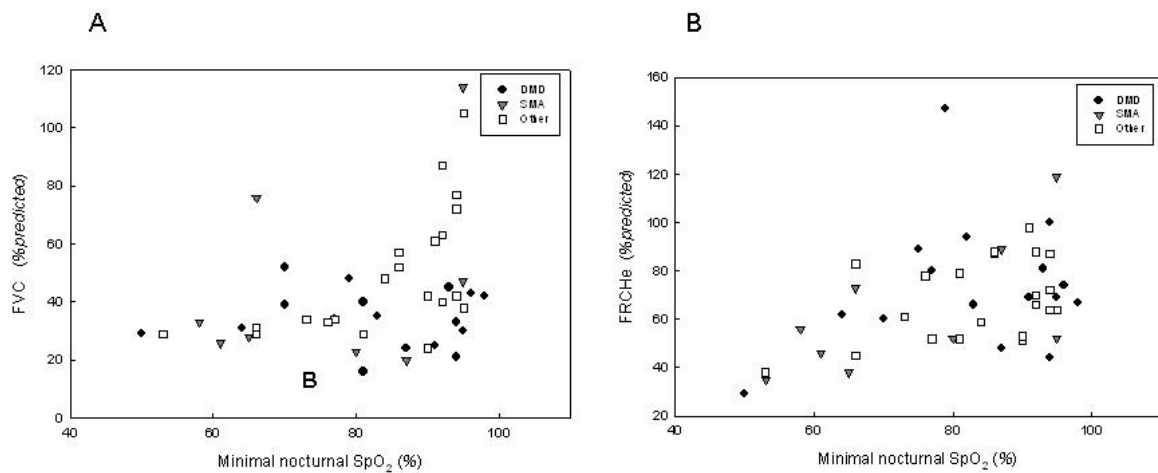 A
B
120
100
80
60
40
20
0
FVC (%predicted)
DMD
SMA
Other
B
40
60
80
100
Minimal nocturnal SpO₂ (%)
160
140
120
100
80
60
40
20
FRCHe (%predicted)
DMD
SMA
Other
40
60
80
100
Minimal nocturnal SpO₂ (%)